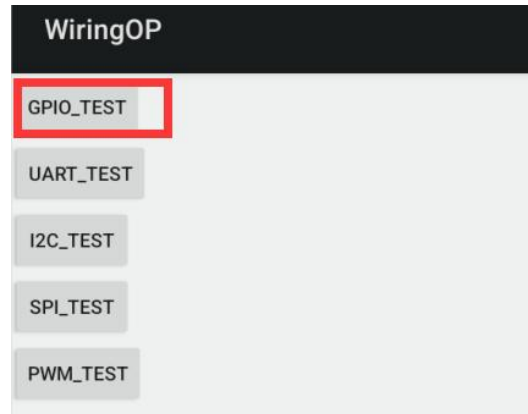 WiringOP
GPIO_TEST
UART_TEST
I2C_TEST
SPI_TEST
PWM_TEST